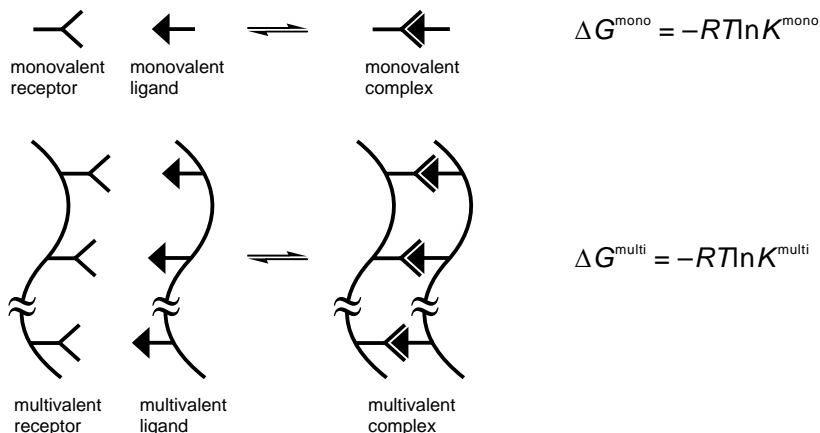 ΔG^mono = –RTlnK^mono
monovalent receptor
monovalent ligand
monovalent complex
ΔG^multi = –RTlnK^multi
multivalent receptor
multivalent ligand
multivalent complex